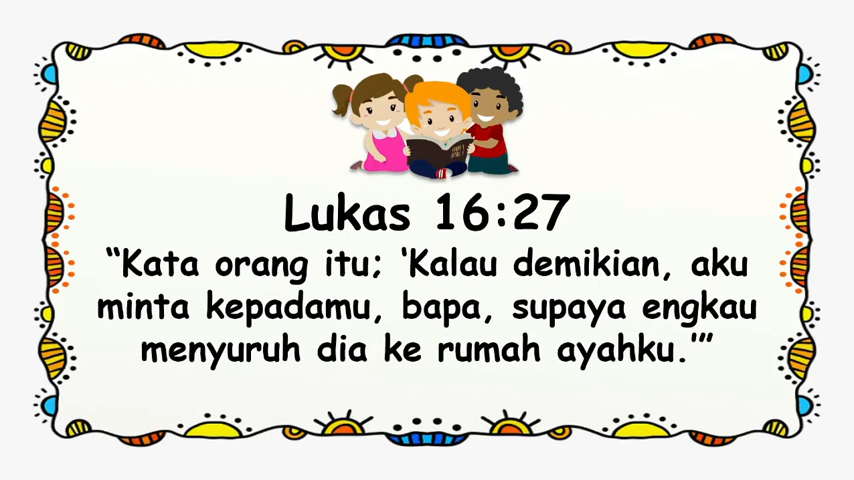 Lukas 16:27
“Kata orang itu; ‘Kalau demikian, aku
minta kepadamu, bapa, supaya engkau
menyuruh dia ke rumah ayahku.’”